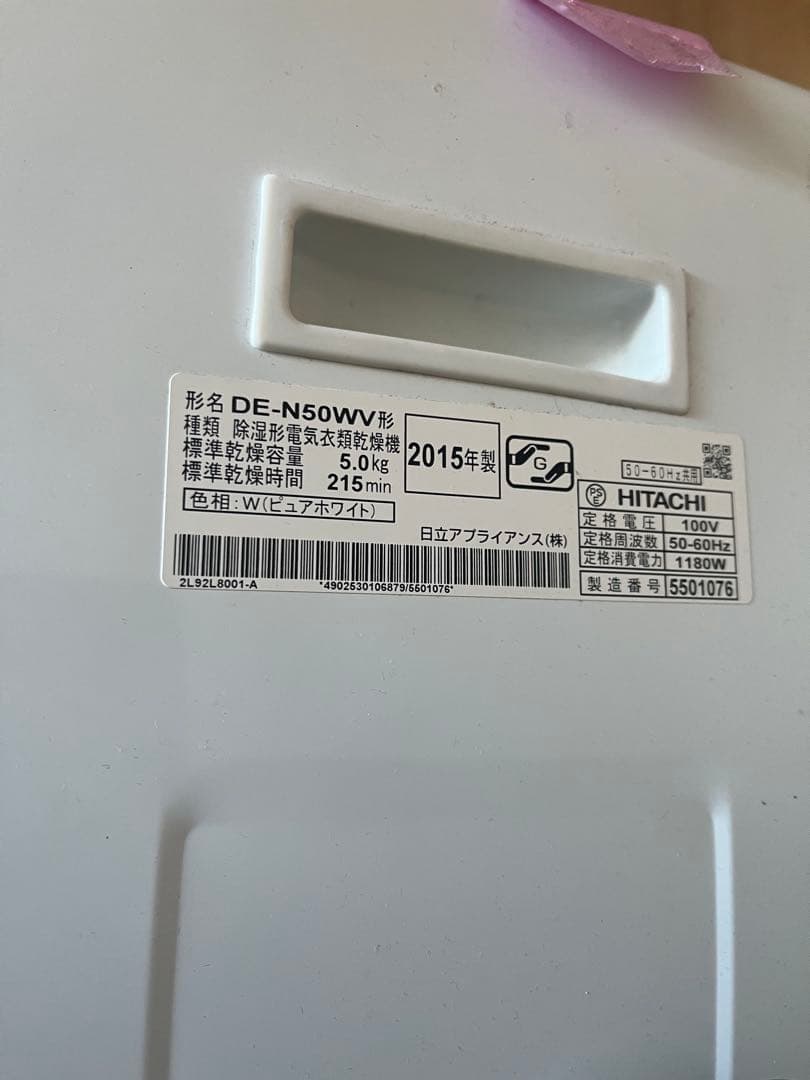 形名 DE-N50WV形
種類 除湿形電気衣類乾燥機
標準乾燥容量 5.0kg
標準乾燥時間 215min
色相:W(ピュアホワイト)
2015年製
G
日立アプライアンス(株)
2L92L8001-A
*4902530106879/5501076*
50-60Hz共用
PSE HITACHI
定格電圧 100V
定格周波数 50-60Hz
定格消費電力 1180W
製造番号 5501076